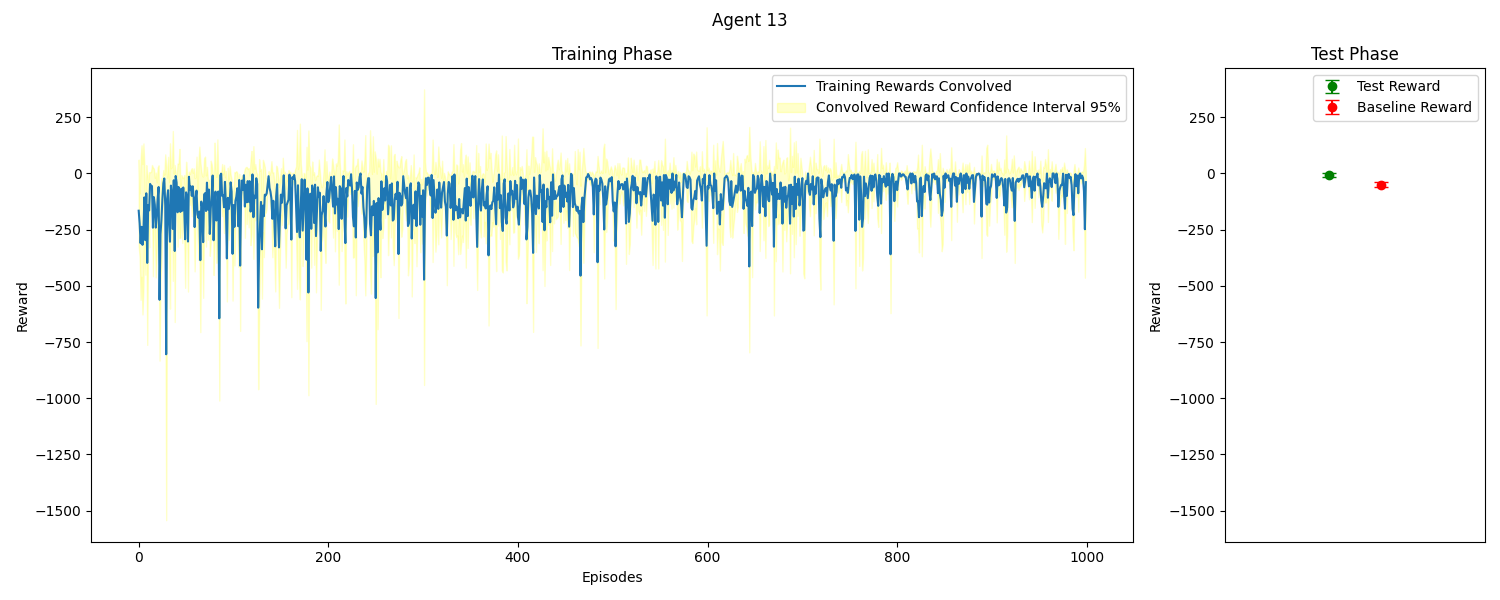 Agent 13
Training Phase
Training Rewards Convolved
Convolved Reward Confidence Interval 95%
250
0
−250
−500
−750
−1000
−1250
−1500
Reward
0
200
400
600
800
1000
Episodes
Test Phase
Test Reward
Baseline Reward
250
0
−250
−500
−750
−1000
−1250
−1500
Reward